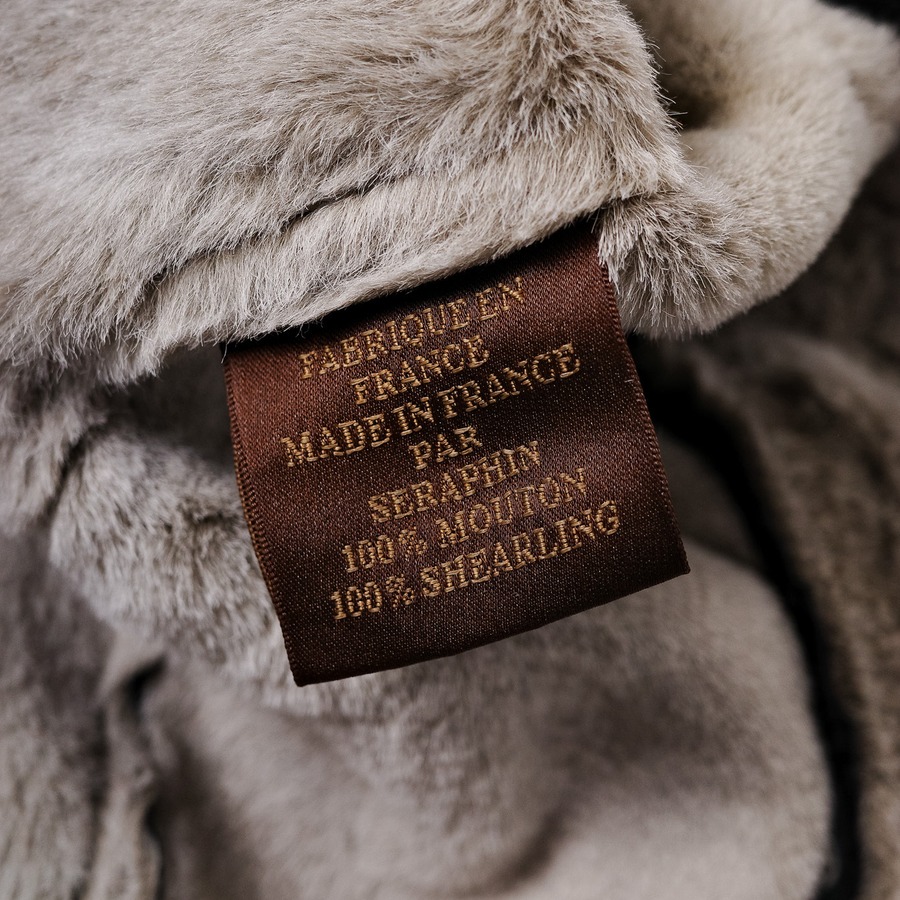 FABRIQUE EN
FRANCE
MADE IN FRANCE
PAR
SERAPHIN
100% MOUTON
100% SHEARLING